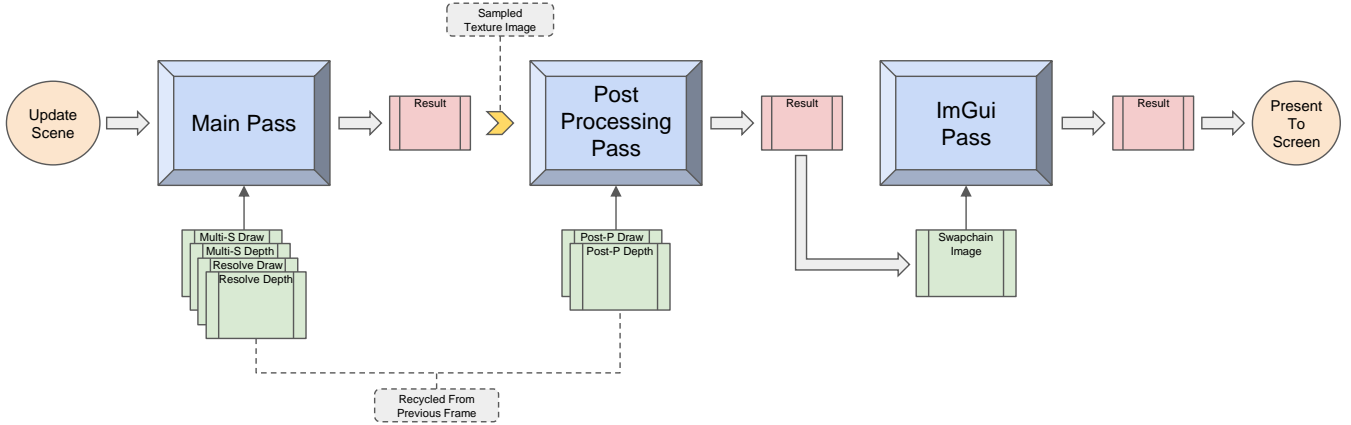 Sampled
Texture Image
Update
Scene
Main Pass
Result
Post
Processing
Pass
Result
ImGui
Pass
Result
Present
To
Screen
Multi-S Draw
Multi-S Depth
Resolve Draw
Resolve Depth
Post-P Draw
Post-P Depth
Swapchain
Image
Recycled From
Previous Frame